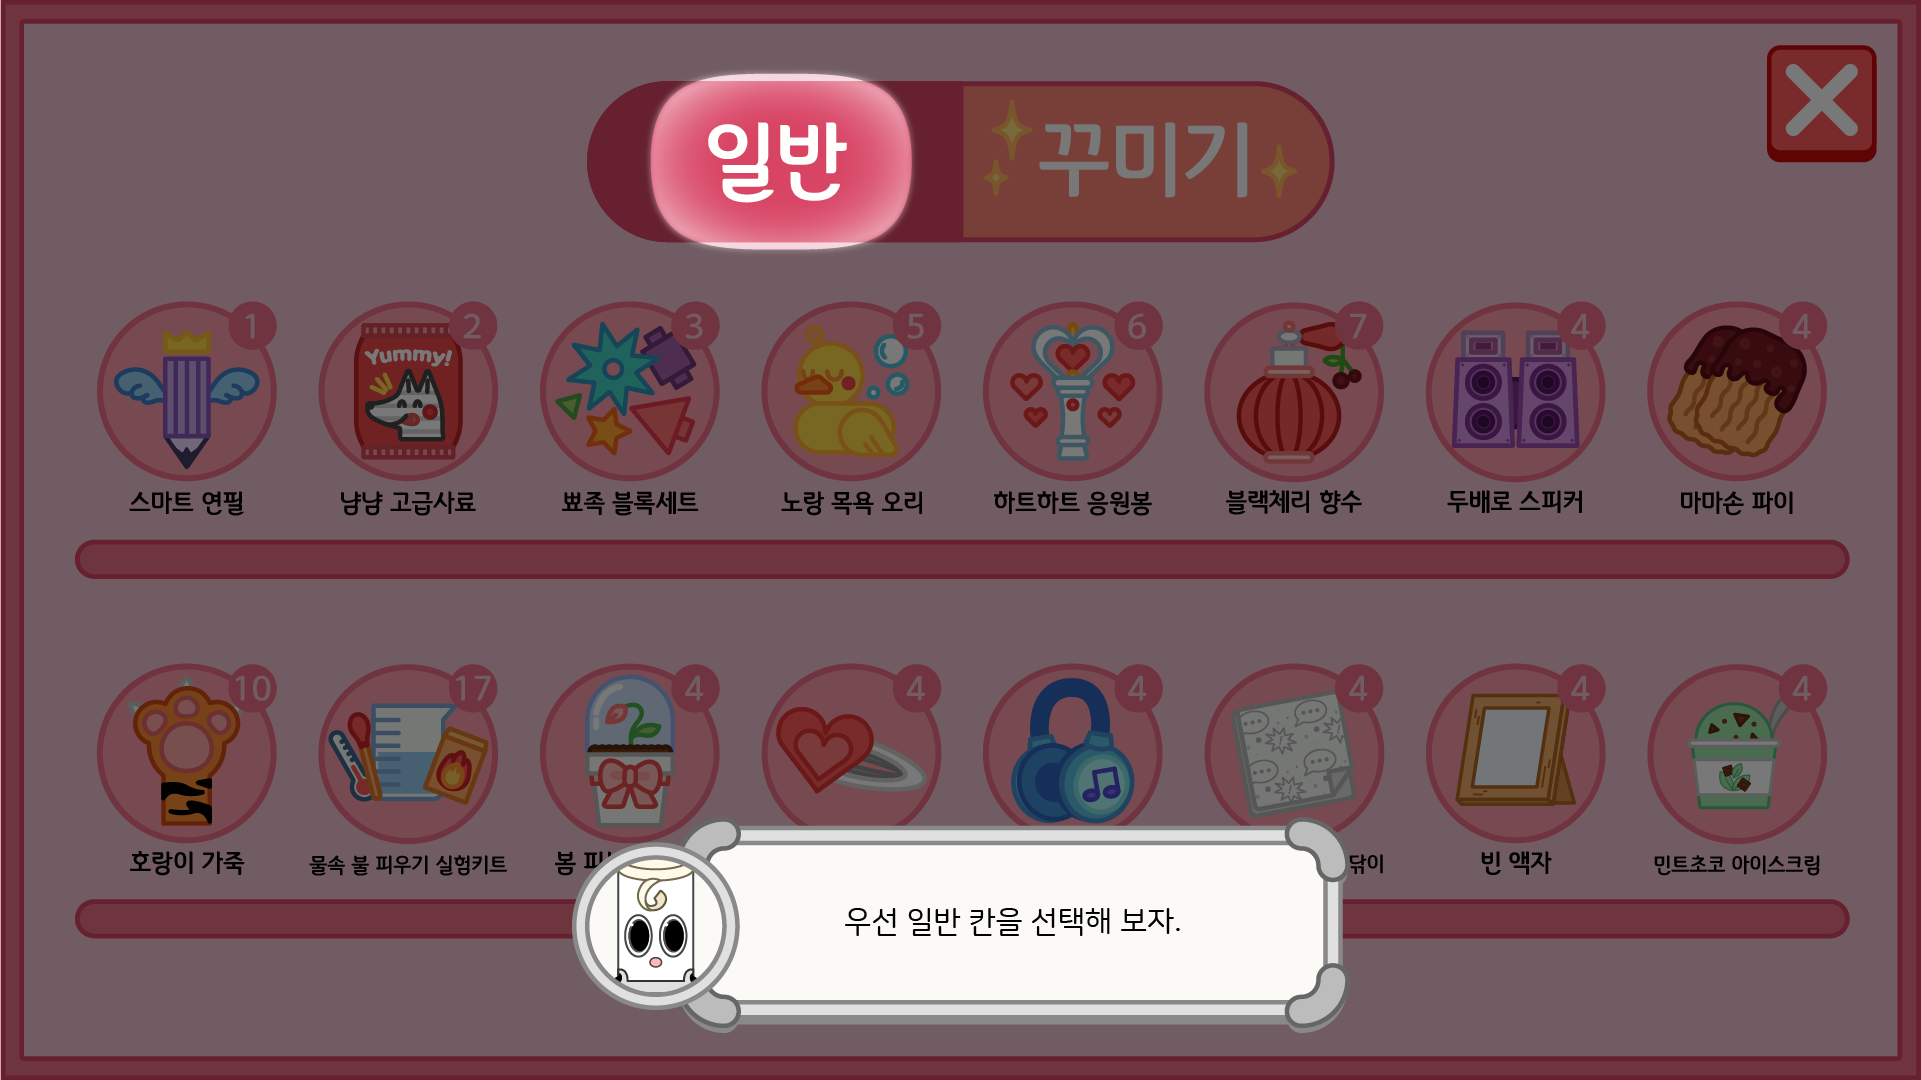 일반
꾸미기
1
2
3
5
6
7
4
4
Yummy!
스마트 연필
냠냠 고급사료
뾰족 블록세트
노랑 목욕 오리
하트하트 응원봉
블랙체리 향수
두배로 스피커
마마손 파이
10
17
4
4
4
4
4
4
호랑이 가죽
물속 불 피우기 실험키트
봄
닦이
빈 액자
민트초코 아이스크림
우선 일반 칸을 선택해 보자.